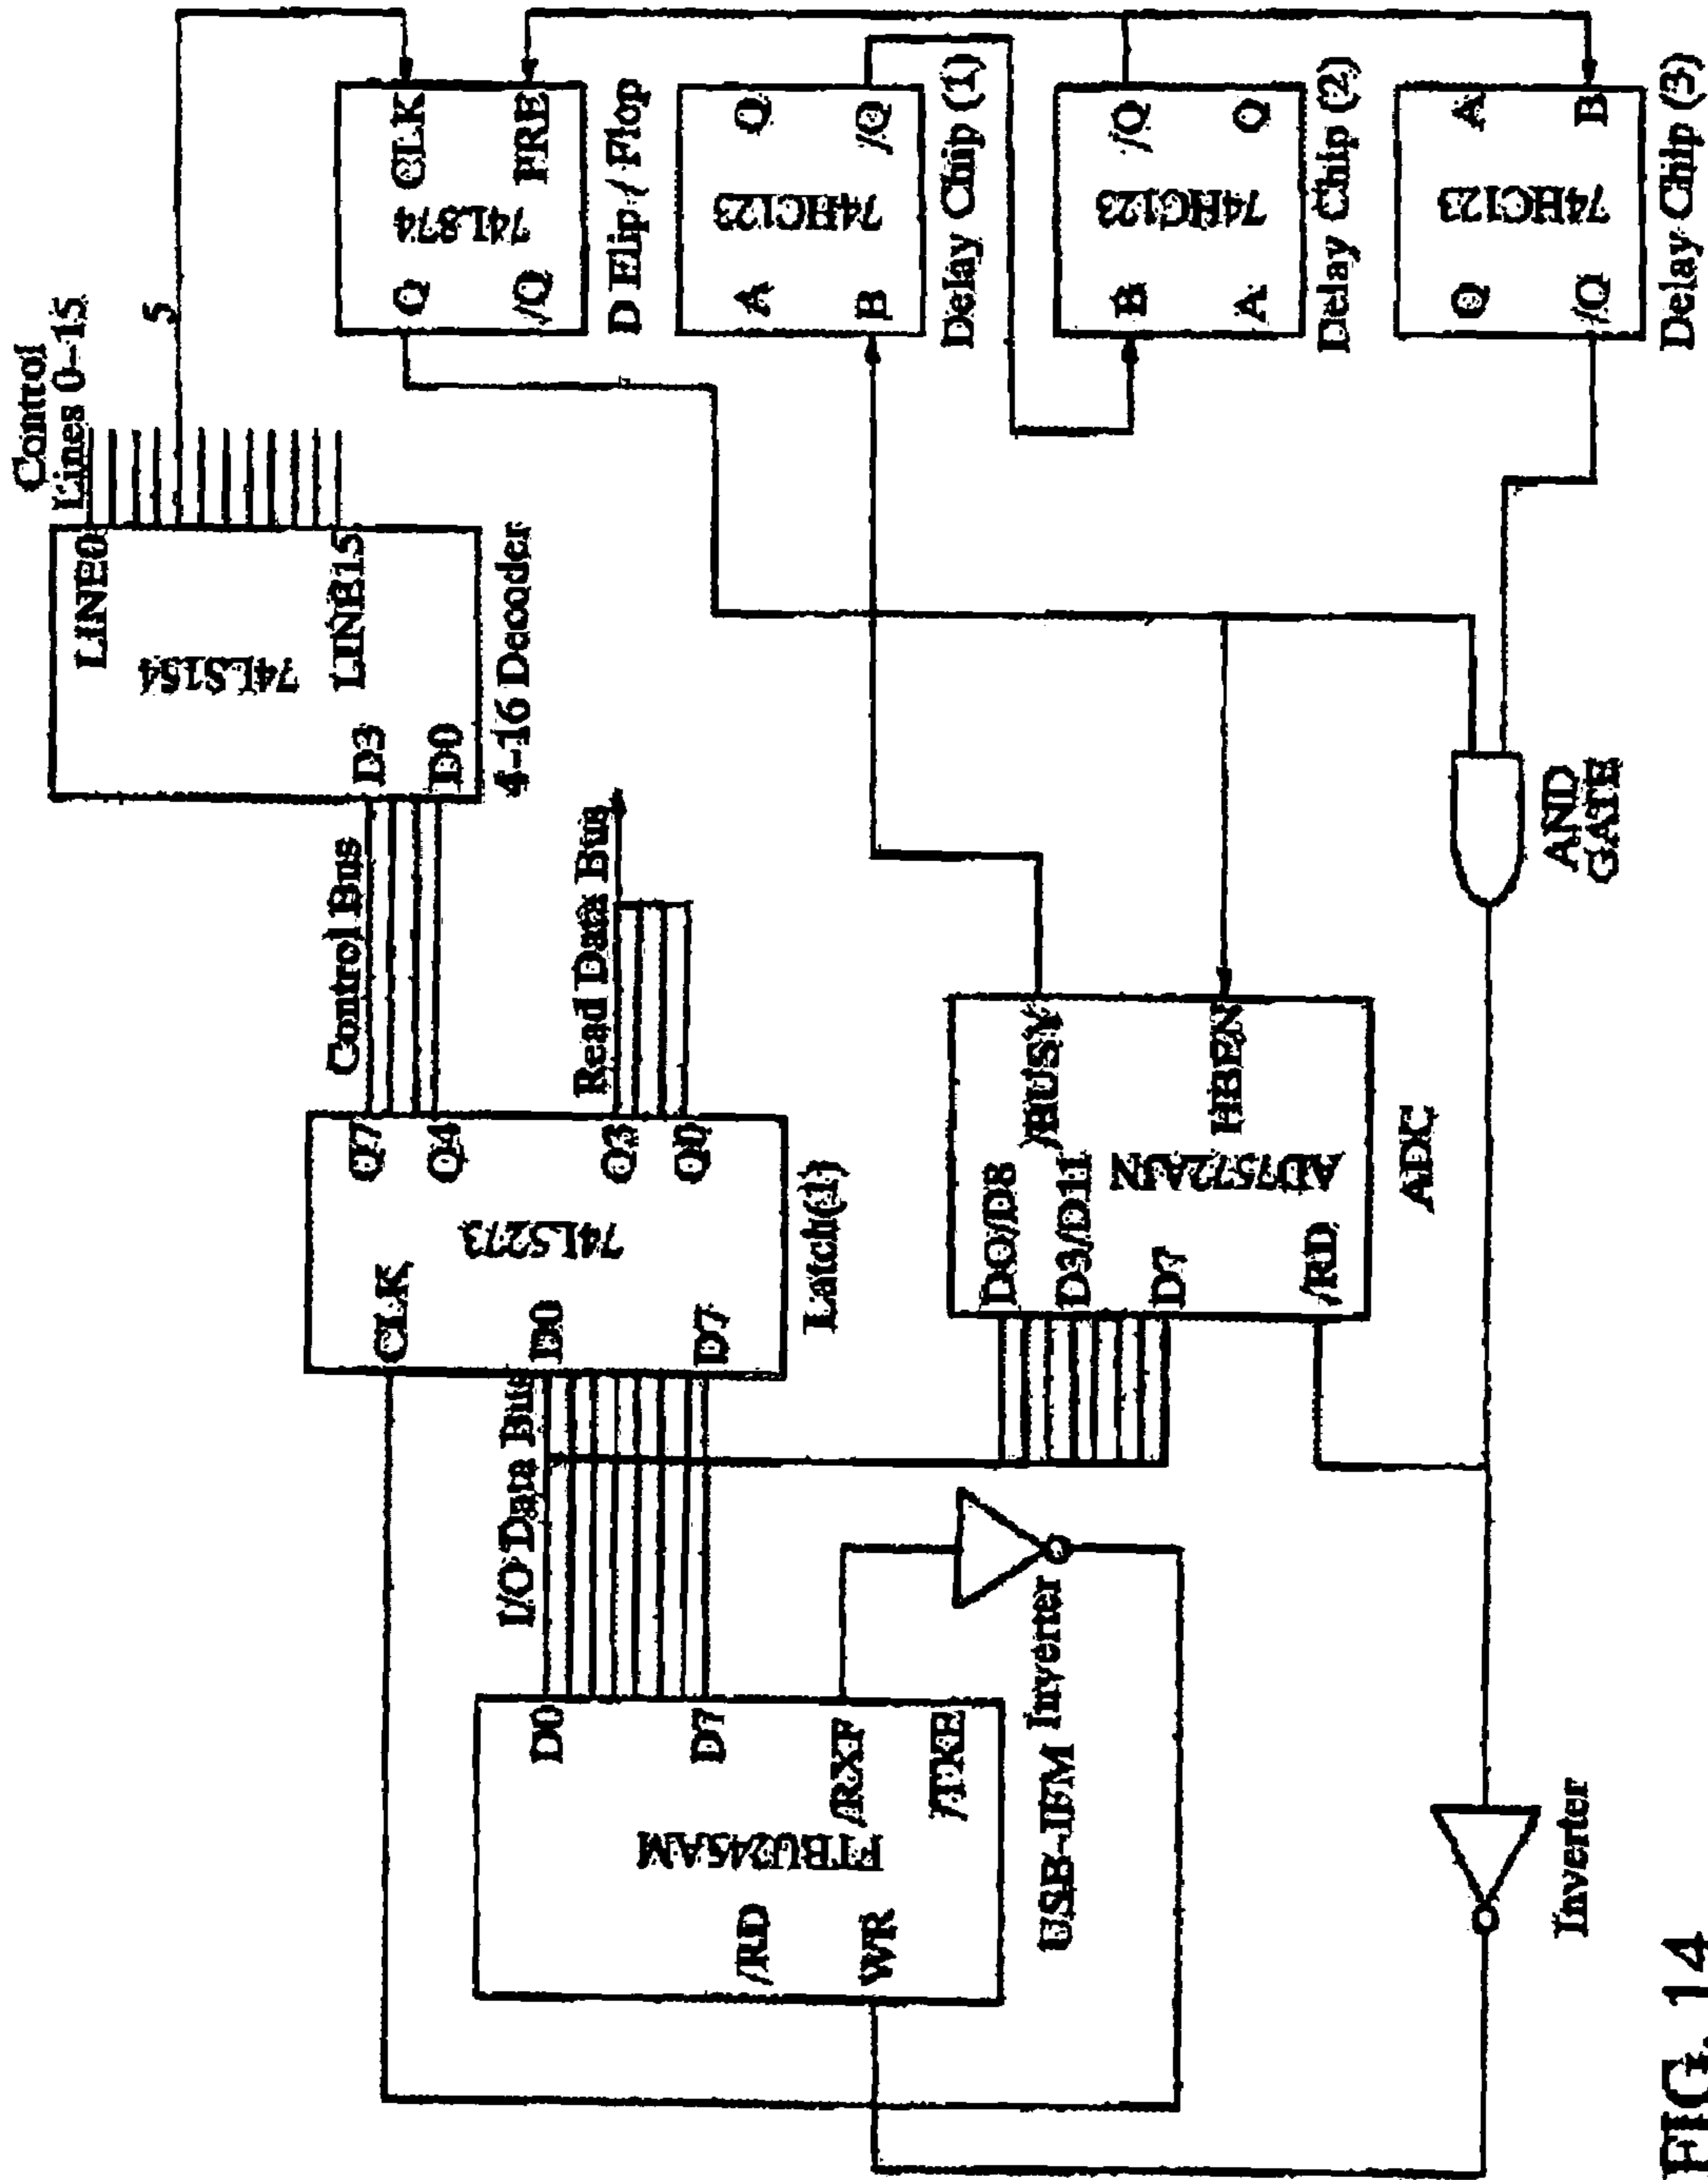 Control
Lines 0-15
5
LINE0
74LS154
LINE15
D3
D0
4-16 Decoder
Control Bus
Read Data Bus
CLK
Q
74LS74
PRE
/Q
D Flip / Flop
A
Q
74HC123
B
/Q
Delay Chip (1)
B
/Q
74HC123
A
Q
Delay Chip (2)
Q
A
74HC123
/Q
B
Delay Chip (3)
CLK
Q7
Q4
74LS273
D0
Q3
D7
Q0
Latch(1)
I/O Data Bus
D0/D8
/BUSY
D3/D11
AD7572AJN
D7
HBEN
/RD
ADC
AND
GATE
D0
D7
/RD
FTBU245AM
/RXF
WR
/TKE
USB-IFM
Inverter
Inverter
FIG. 14